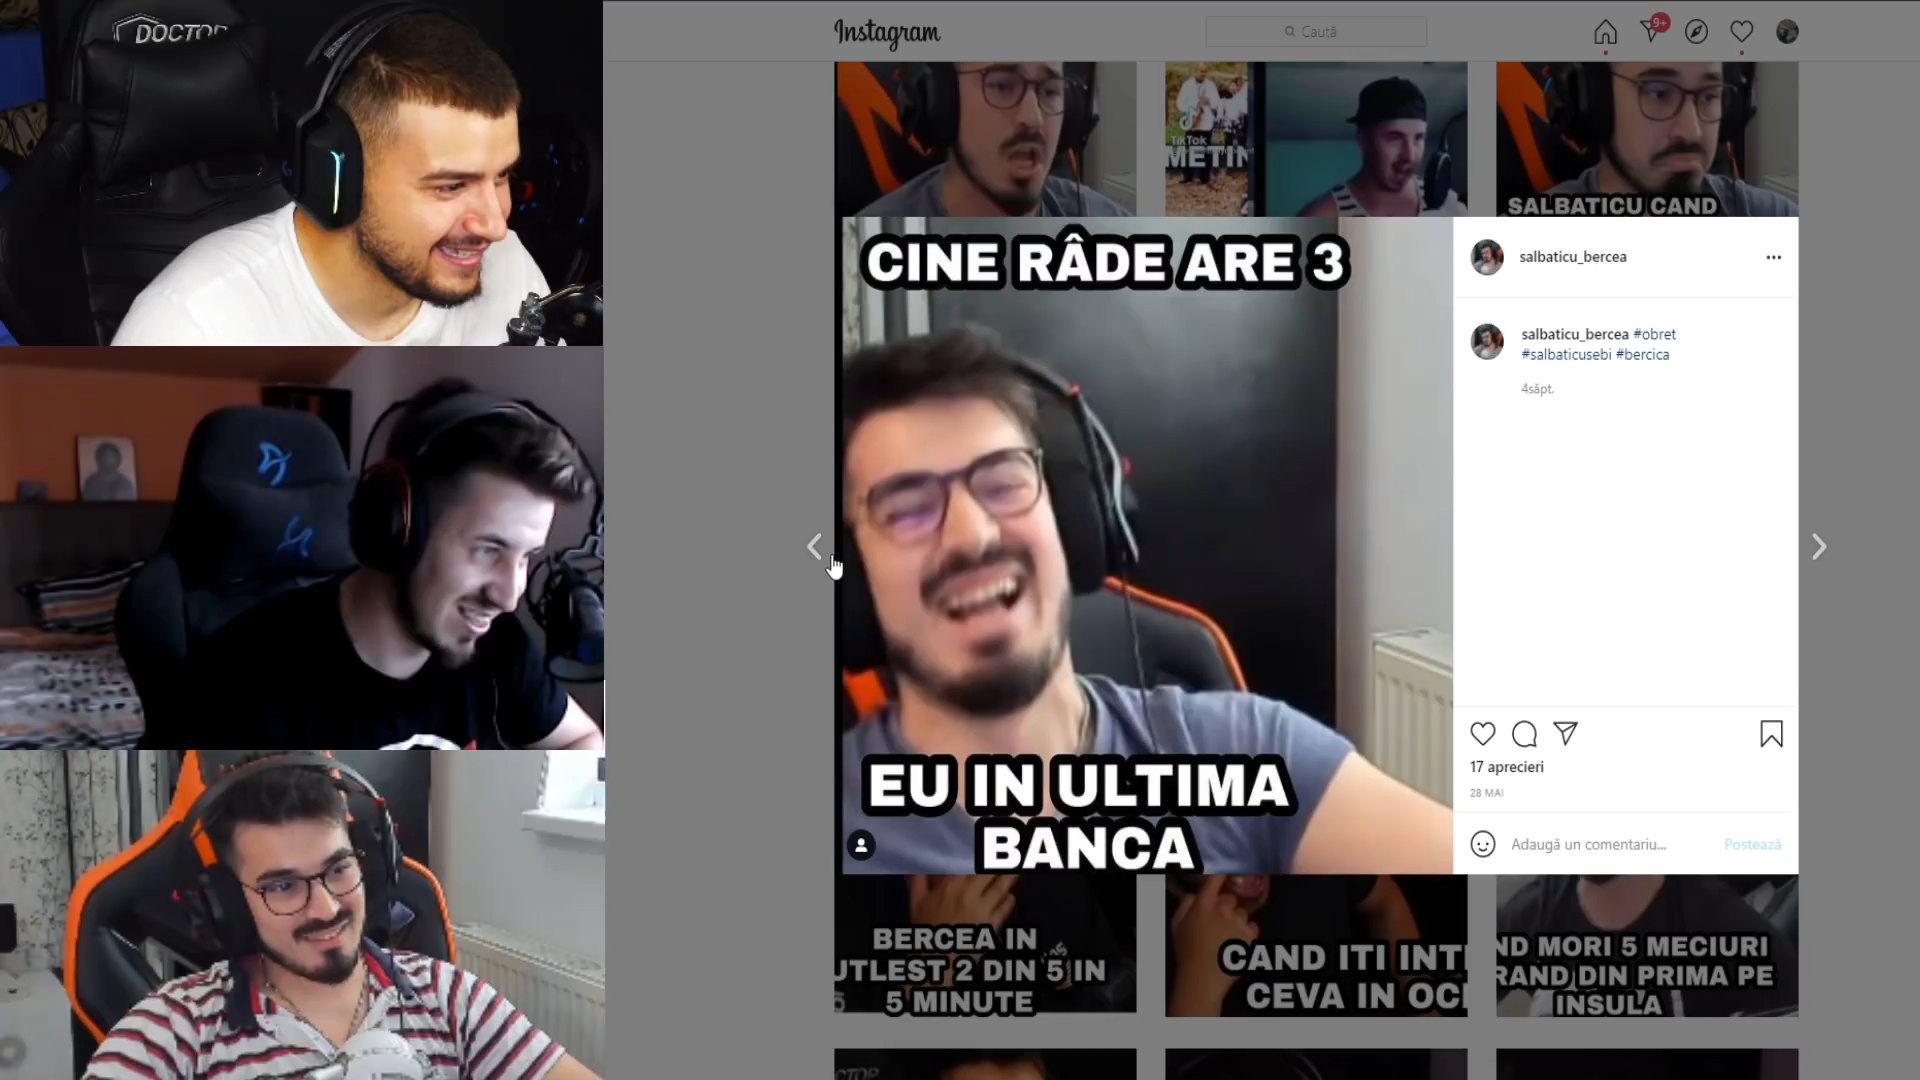 DOCTOR
Instagram
Caută
9+
TikTok
METIN
SALBATICU CAND
CINE RÂDE ARE 3
EU IN ULTIMA
BANCA
salbaticu_bercea
salbaticu_bercea #obret
#salbaticusebi #bercica
4săpt.
17 aprecieri
28 MAI
Adaugă un comentariu...
Postează
BERCEA IN
UTLEST 2 DIN 5 IN
5 MINUTE
CAND ITI INT
CEVA IN OC
ND MORI 5 MECIURI
RAND DIN PRIMA PE
INSULA